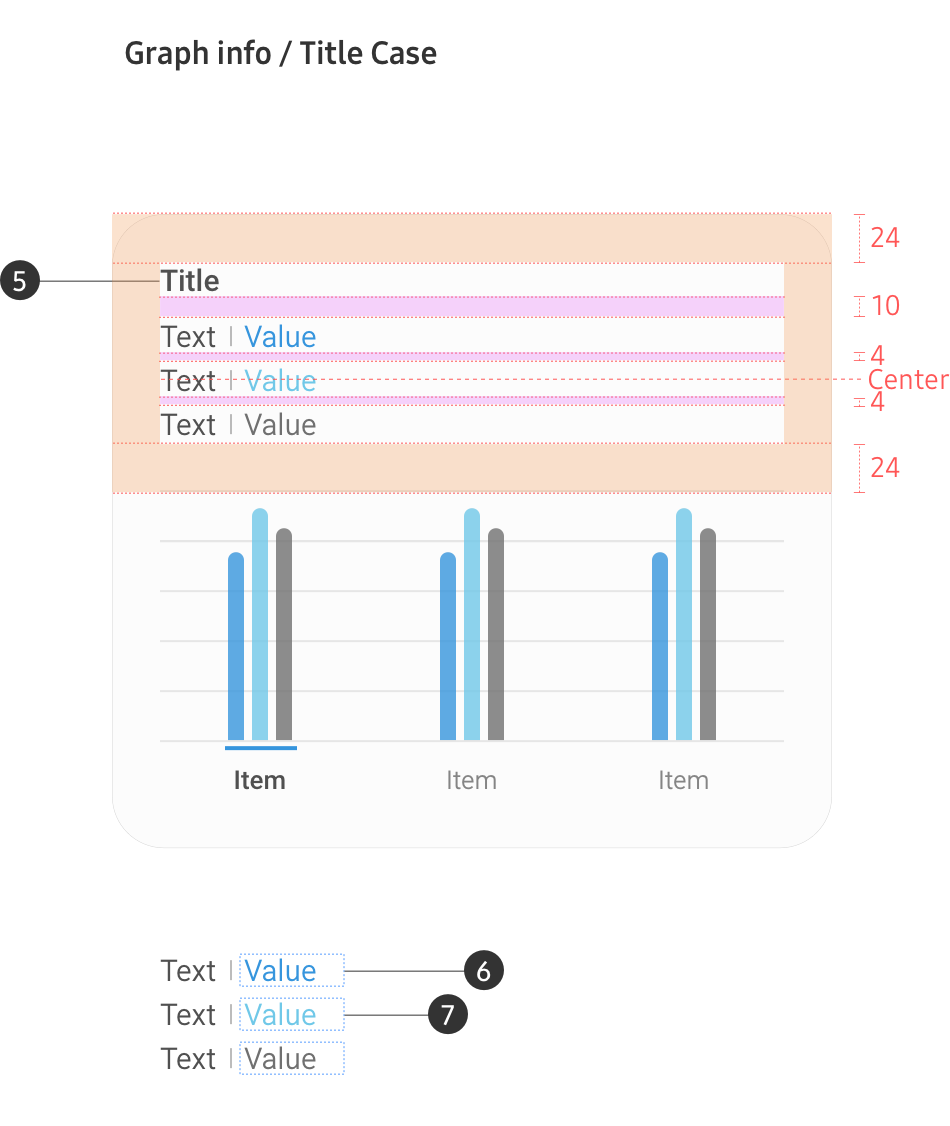 Graph info / Title Case
24
5 Title
10
Text | Value
4
Text | Value
Center
4
Text | Value
24
Item Item Item
Text | Value 6
Text | Value 7
Text | Value